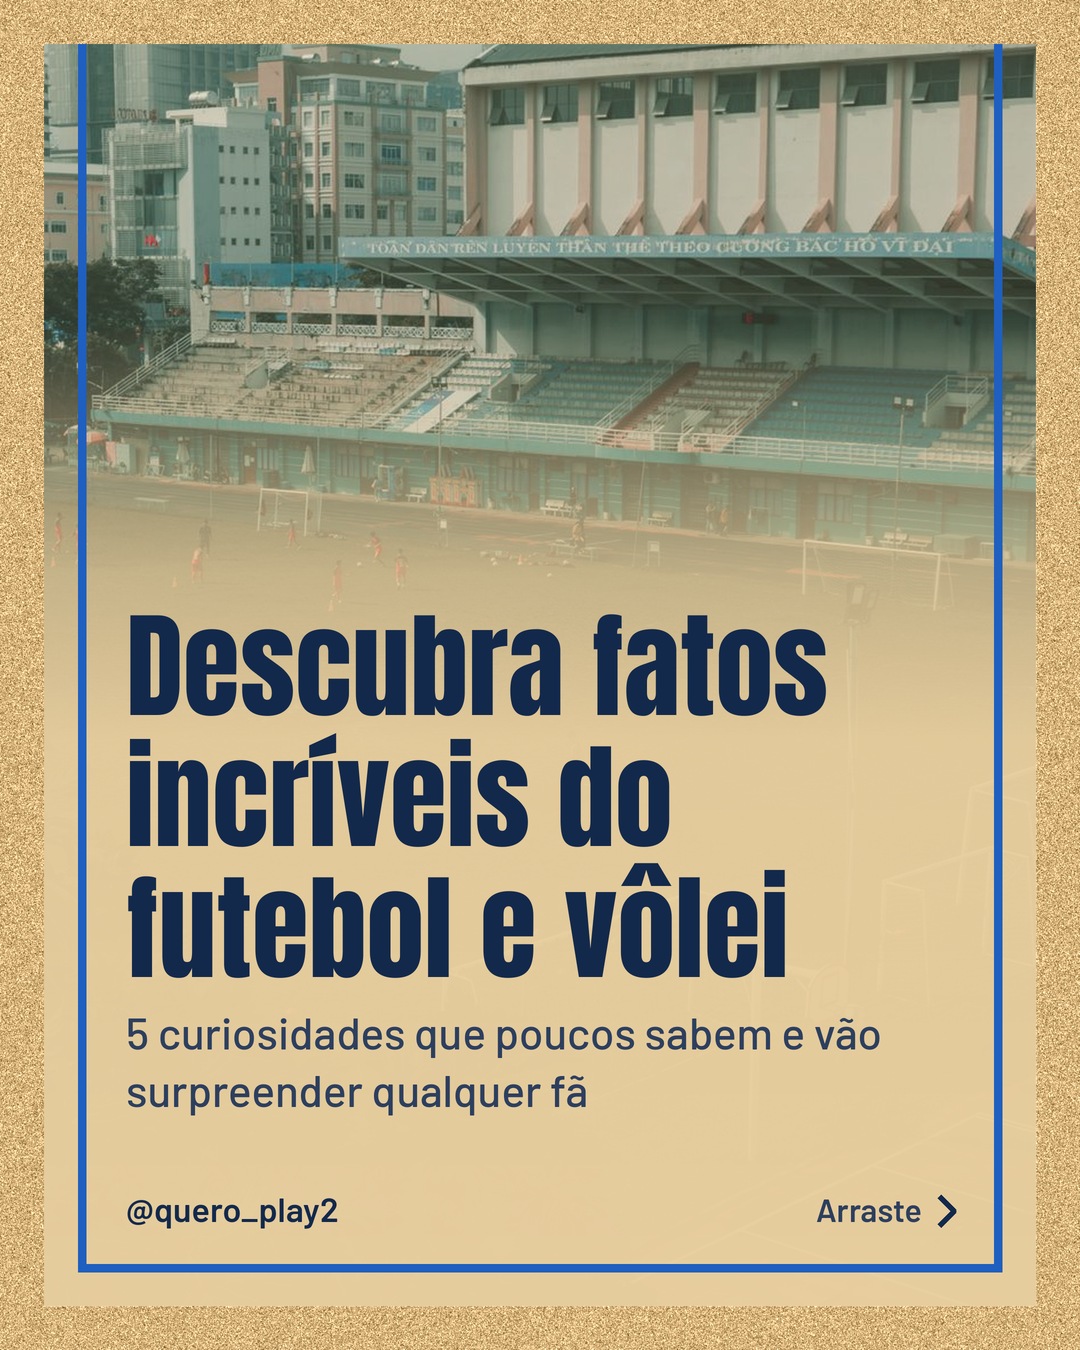 TOÀN DÂN RÈN LUYỆN THÂN THỂ THEO GƯƠNG BÁC HỒ VĨ ĐẠI
Descubra fatos
incríveis do
futebol e vôlei
5 curiosidades que poucos sabem e vão
surpreender qualquer fã
@quero_play2
Arraste